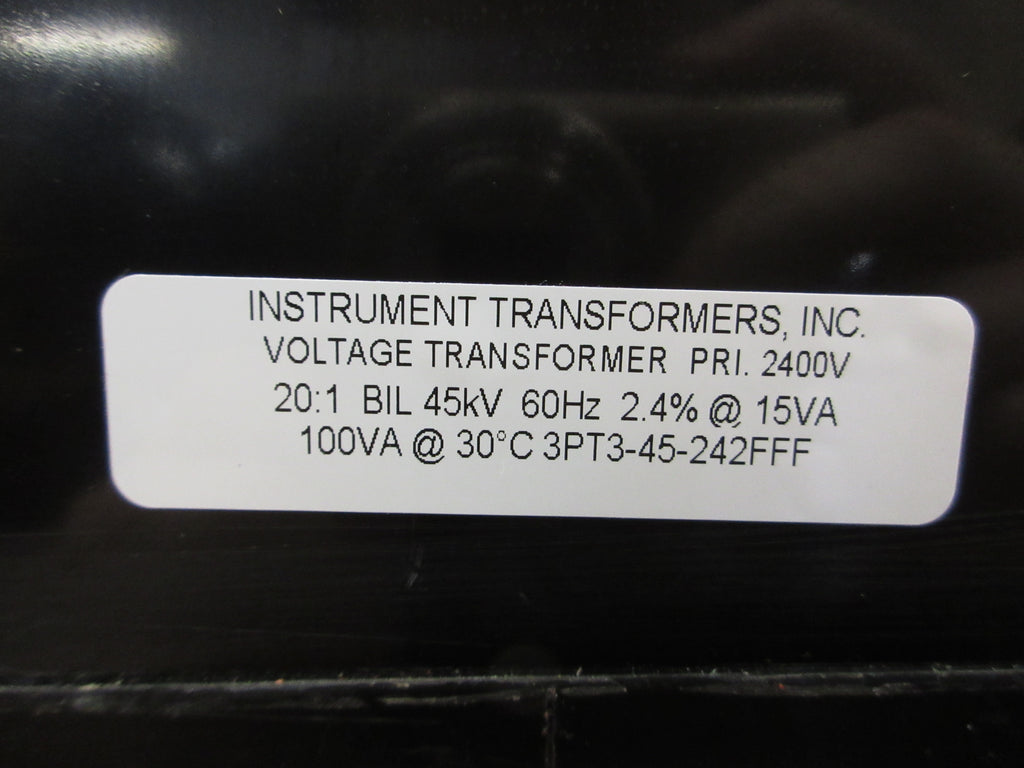 INSTRUMENT TRANSFORMERS, INC.
VOLTAGE TRANSFORMER PRI. 2400V
20:1 BIL 45kV 60Hz 2.4% @ 15VA
100VA @ 30°C 3PT3-45-242FFF